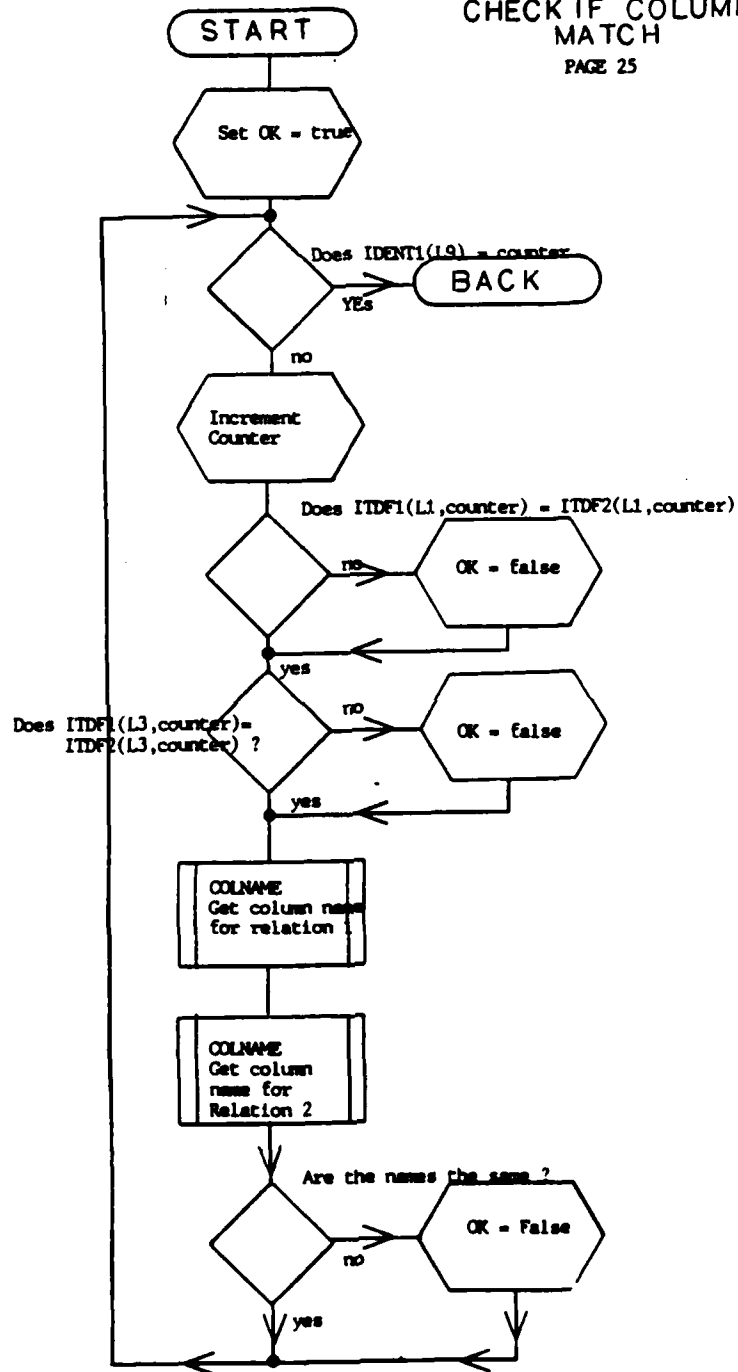 CHECK IF COLUM
MATCH
PAGE 25
START
Set OK = true
Does IDENT1(L9) = counter
YEs
BACK
no
Increment
Counter
Does ITDF1(L1,counter) = ITDF2(L1,counter)
no
OK = false
yes
Does ITDF1(L3,counter)=
ITDF2(L3,counter) ?
no
OK = false
yes
COLNAME
Get column name
for relation
COLNAME
Get column
name for
Relation 2
Are the names the same ?
no
OK = False
yes